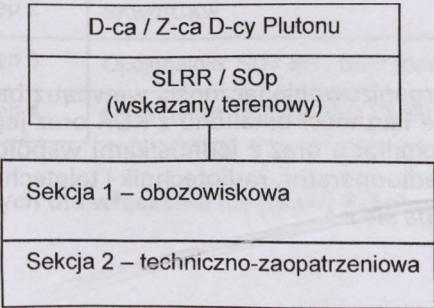 D-ca / Z-ca D-cy Plutonu
SLRR / SOp
(wskazany terenowy)
Sekcja 1 – obozowiskowa
Sekcja 2 – techniczno-zaopatrzeniowa